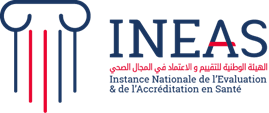 INEAS
الهيئة الوطنية للتقييم و الاعتماد في المجال الصحي
Instance Nationale de l'Evaluation
& de l'Accréditation en Santé